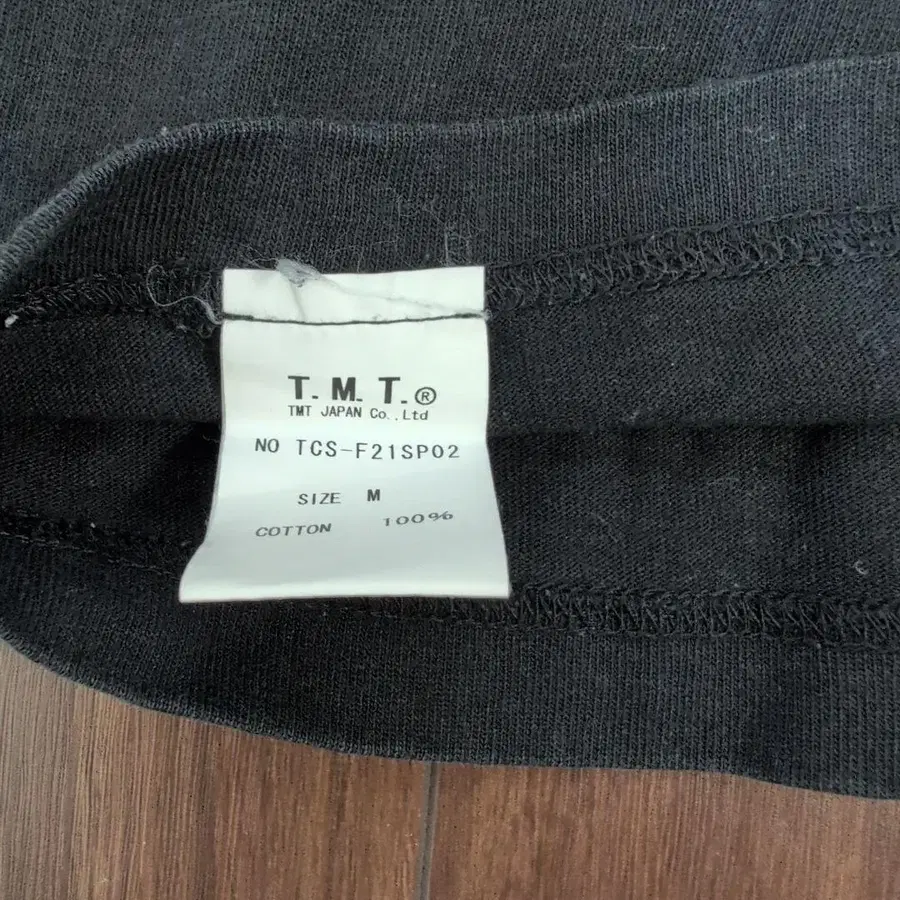 T. M. T.®
TMT JAPAN Co.,Ltd
NO TCS-F21SP02
SIZE M
COTTON 100%